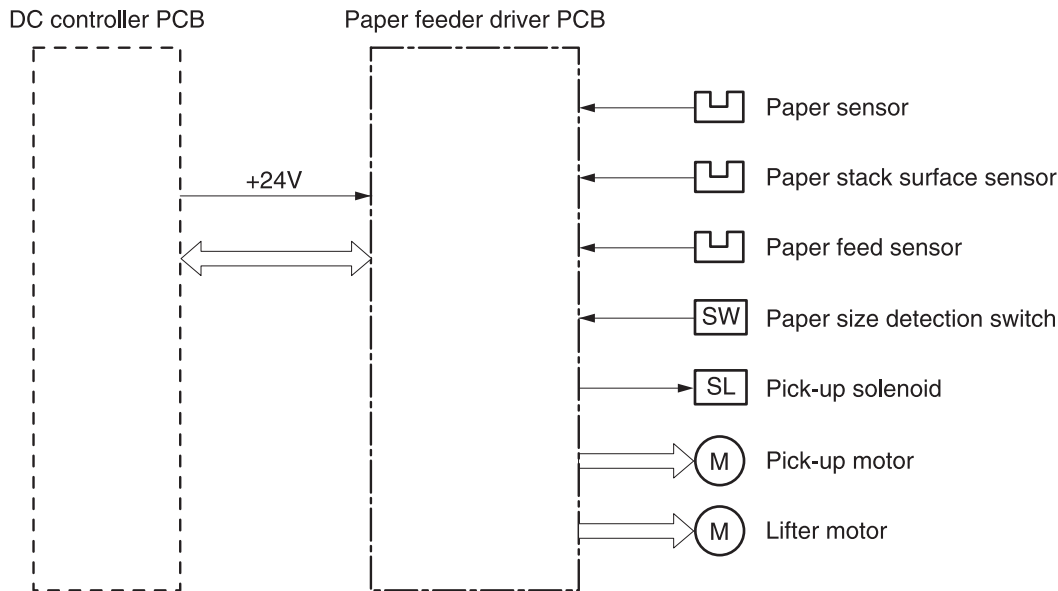 DC controller PCB
Paper feeder driver PCB
Paper sensor
+24V
Paper stack surface sensor
Paper feed sensor
SW Paper size detection switch
SL Pick-up solenoid
M Pick-up motor
M Lifter motor